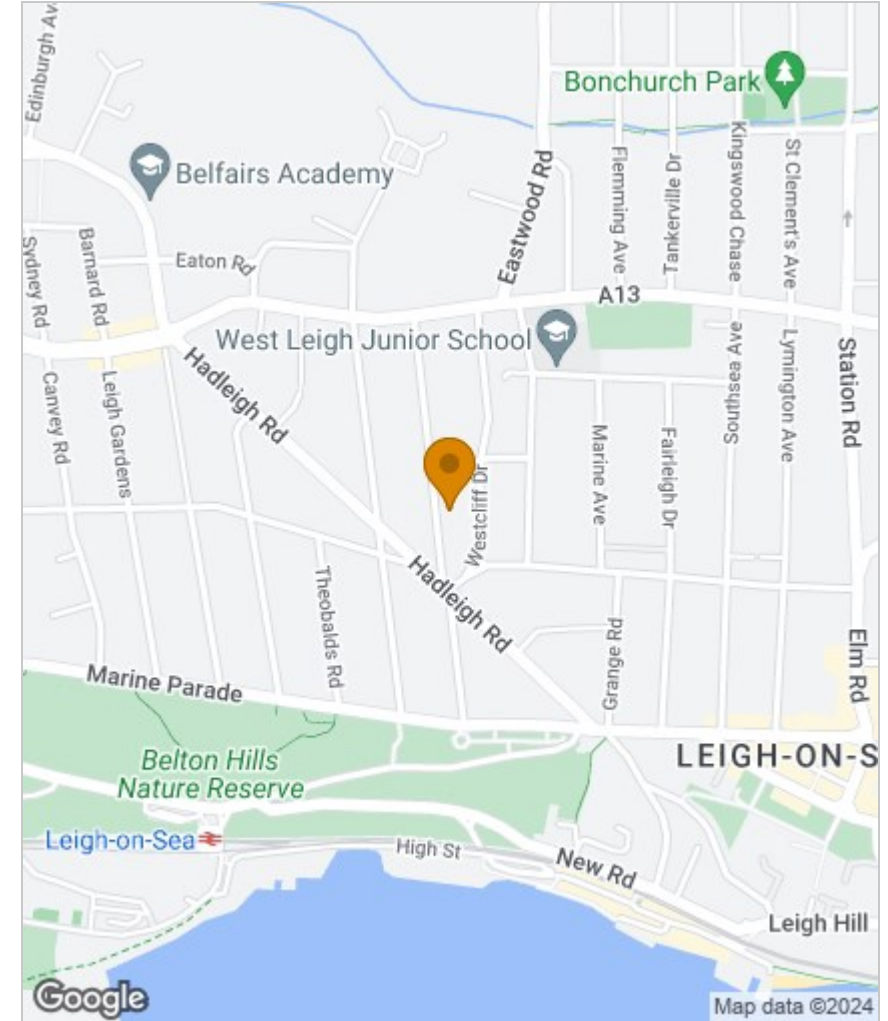 Edinburgh Av
Bonchurch Park
Belfairs Academy
Eastwood Rd
Flemming Ave
Tankerville Dr
Kingswood Chase
St Clement's Ave
Sydney Rd
Barnard Rd
Eaton Rd
A13
West Leigh Junior School
Hadleigh Rd
Canvey Rd
Leigh Gardens
Southsea Ave
Lymington Ave
Station Rd
Marine Ave
Fairleigh Dr
Westcliff Dr
Theobalds Rd
Hadleigh Rd
Grange Rd
Elm Rd
Marine Parade
LEIGH-ON-S
Belton Hills
Nature Reserve
Leigh-on-Sea
High St
New Rd
Leigh Hill
Google
Map data ©2024